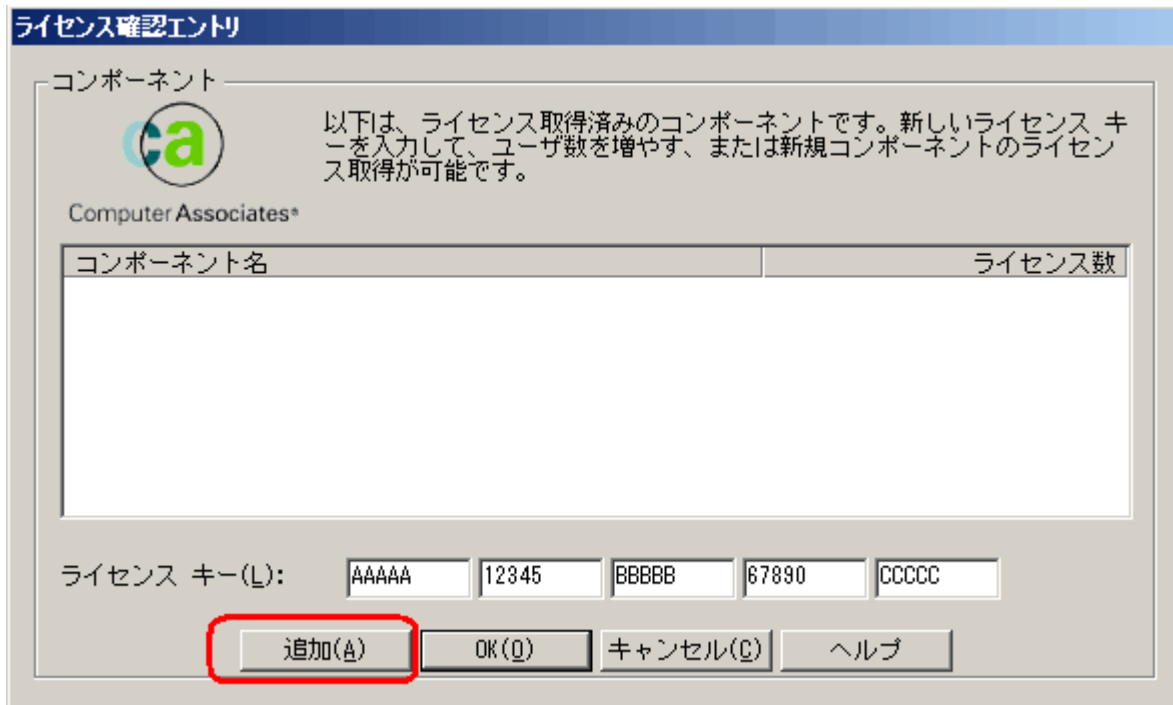 ライセンス確認エントリ
コンポーネント
ca
以下は、ライセンス取得済みのコンポーネントです。新しいライセンス キ
ーを入力して、ユーザ数を増やす、または新規コンポーネントのライセン
ス取得が可能です。
Computer Associates®
コンポーネント名 ライセンス数
ライセンス キー(L): AAAAA 12345 BBBBB 67890 CCCCC
追加(A) OK(O) キャンセル(C) ヘルプ